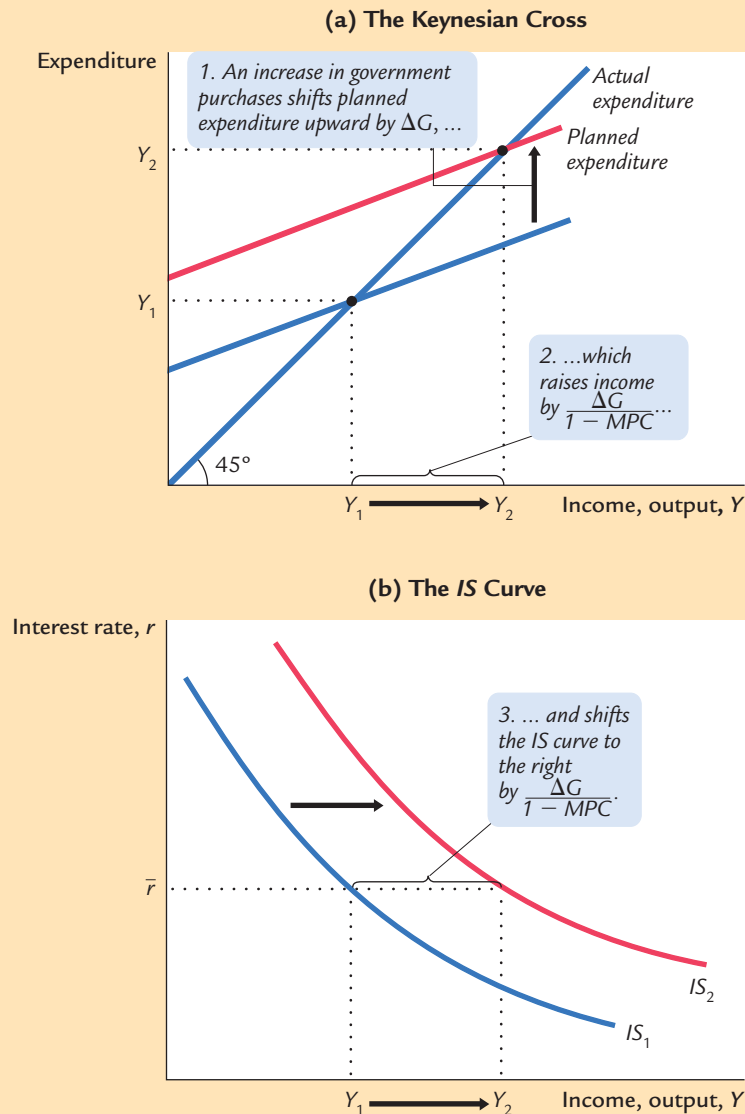 (a) The Keynesian Cross
Expenditure
1. An increase in government
purchases shifts planned
expenditure upward by ΔG, …
Actual
expenditure
Planned
expenditure
Y₂
Y₁
2. …which
raises income
by ΔG/(1 − MPC)…
45°
Y₁
Y₂
Income, output, Y
(b) The IS Curve
Interest rate, r
3. … and shifts
the IS curve to
the right
by ΔG/(1 − MPC).
r̄
IS₂
IS₁
Y₁
Y₂
Income, output, Y